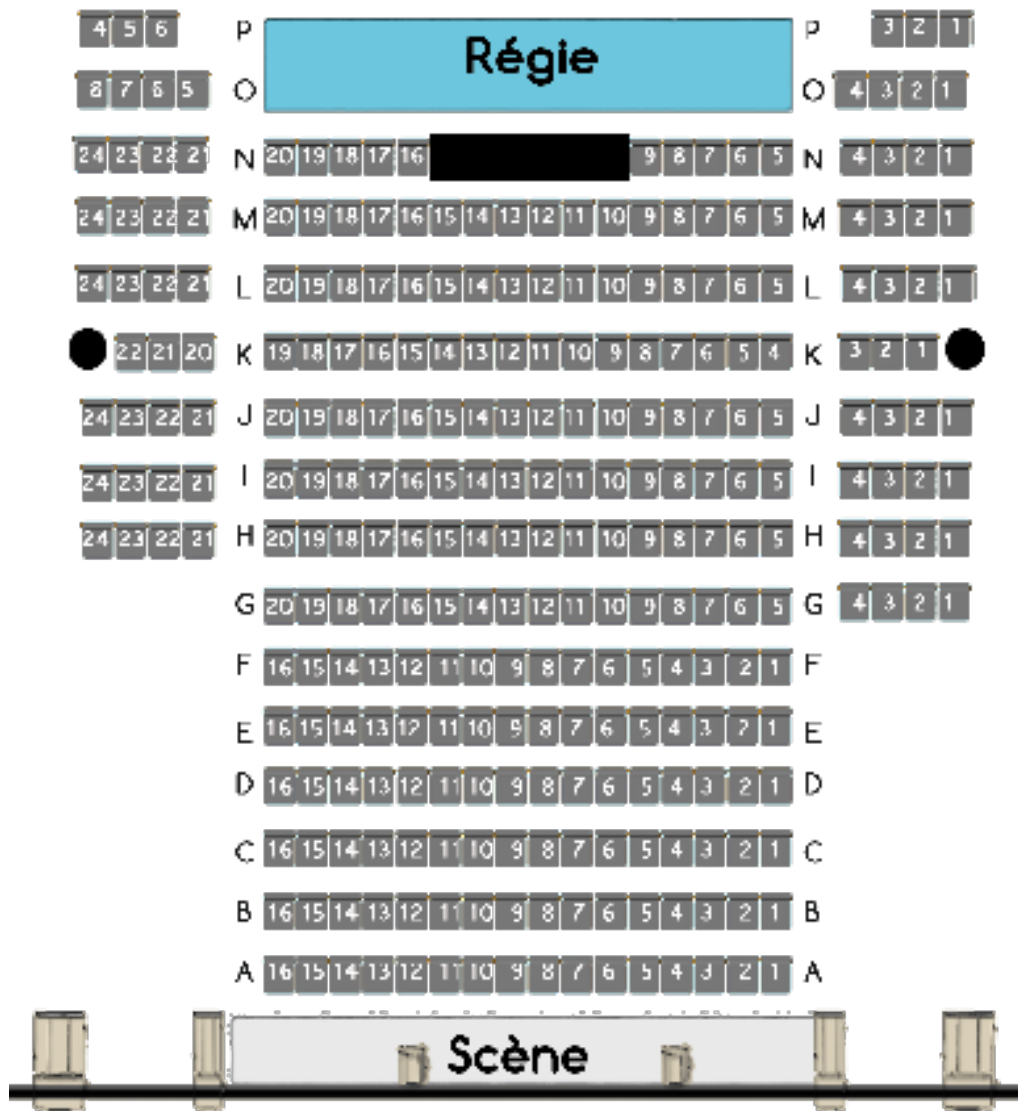 4 5 6 P Régie P 3 2 1
8 7 6 5 O O 4 3 2 1
24 23 22 21 N 20 19 18 17 16 9 8 7 6 5 N 4 3 2 1
24 23 22 21 M 20 19 18 17 16 15 14 13 12 11 10 9 8 7 6 5 M 4 3 2 1
24 23 22 21 L 20 19 18 17 16 15 14 13 12 11 10 9 8 7 6 5 L 4 3 2 1
22 21 20 K 19 18 17 16 15 14 13 12 11 10 9 8 7 6 5 4 K 3 2 1
24 23 22 21 J 20 19 18 17 16 15 14 13 12 11 10 9 8 7 6 5 J 4 3 2 1
24 23 22 21 I 20 19 18 17 16 15 14 13 12 11 10 9 8 7 6 5 I 4 3 2 1
24 23 22 21 H 20 19 18 17 16 15 14 13 12 11 10 9 8 7 6 5 H 4 3 2 1
G 20 19 18 17 16 15 14 13 12 11 10 9 8 7 6 5 G 4 3 2 1
F 16 15 14 13 12 11 10 9 8 7 6 5 4 3 2 1 F
E 16 15 14 13 12 11 10 9 8 7 6 5 4 3 2 1 E
D 16 15 14 13 12 11 10 9 8 7 6 5 4 3 2 1 D
C 16 15 14 13 12 11 10 9 8 7 6 5 4 3 2 1 C
B 16 15 14 13 12 11 10 9 8 7 6 5 4 3 2 1 B
A 16 15 14 13 12 11 10 9 8 7 6 5 4 3 2 1 A
Scène